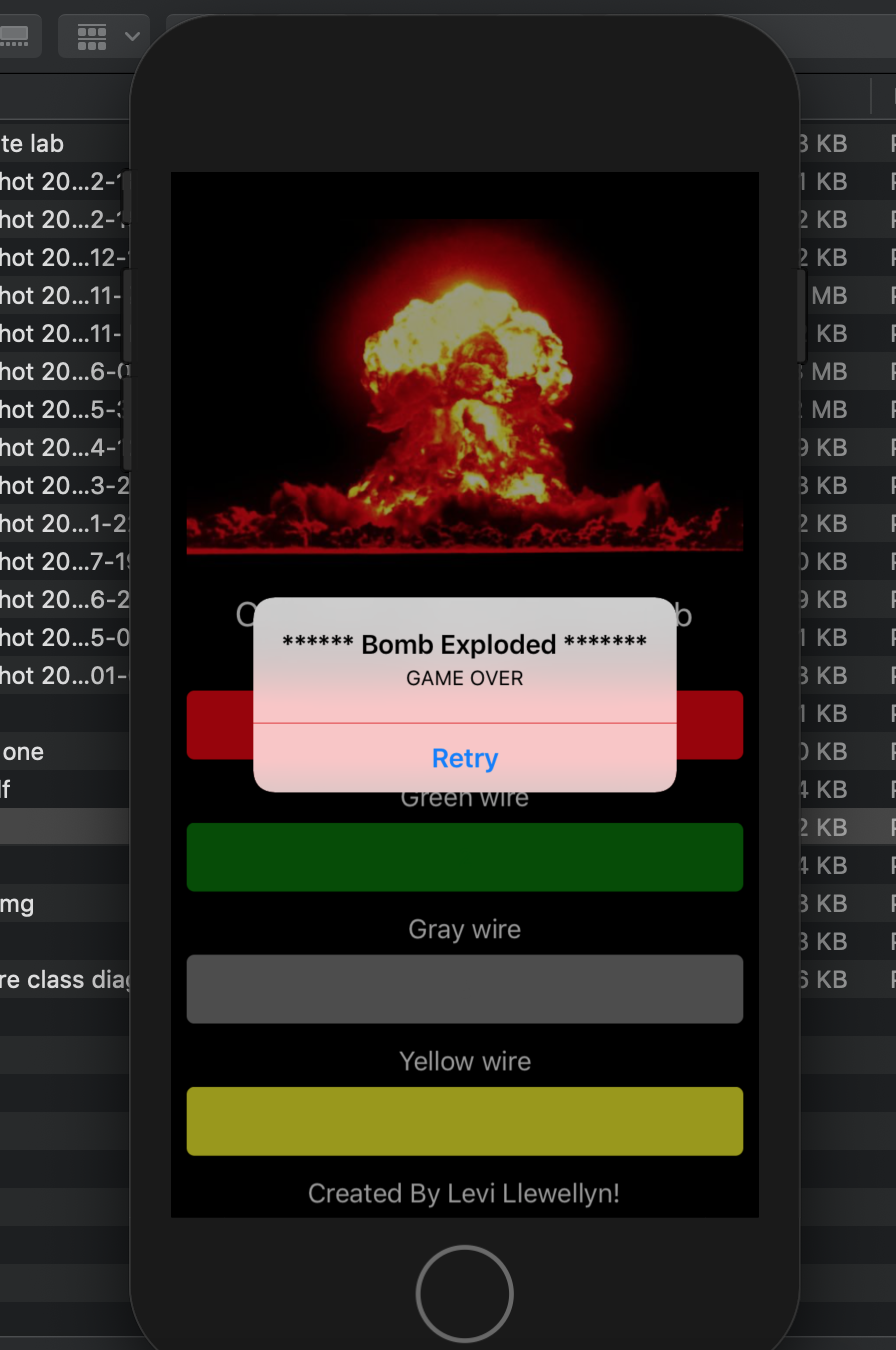 te lab
3 KB
hot 20...2-1
1 KB
hot 20...2-1
2 KB
hot 20...12-
2 KB
hot 20...11-
MB
hot 20...11-
KB
hot 20...6-0
MB
hot 20...5-3
MB
hot 20...4-1
9 KB
hot 20...3-2
3 KB
hot 20...1-2
2 KB
hot 20...7-19
0 KB
hot 20...6-2
9 KB
hot 20...5-0
1 KB
hot 20...01-
3 KB
****** Bomb Exploded *******
GAME OVER
1 KB
one
0 KB
Retry
lf
4 KB
Green wire
2 KB
4 KB
mg
3 KB
Gray wire
3 KB
re class diag
6 KB
Yellow wire
Created By Levi Llewellyn!